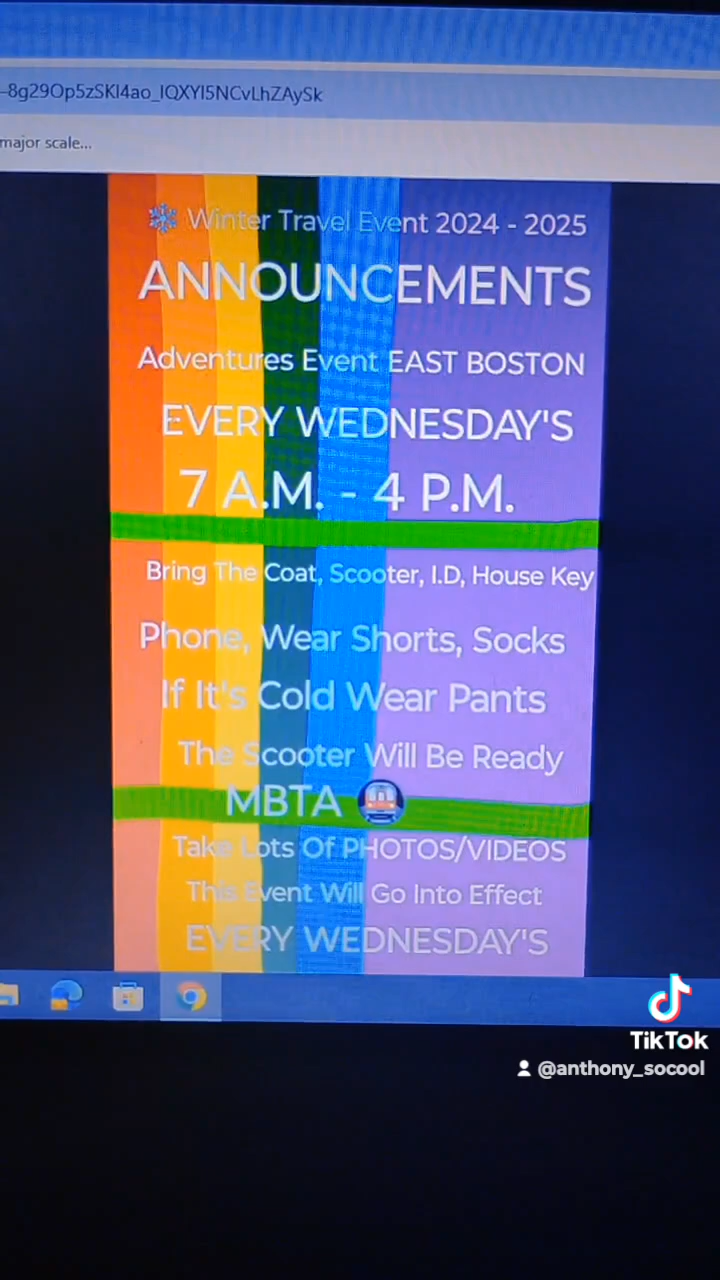 -8g29Op5zSKl4ao_IQXYI5NCvLhZAySk
major scale...
❄️ Winter Travel Event 2024 - 2025
ANNOUNCEMENTS
Adventures Event EAST BOSTON
EVERY WEDNESDAY'S
7 A.M. - 4 P.M.
Bring The Coat, Scooter, I.D, House Key
Phone, Wear Shorts, Socks
If It's Cold Wear Pants
The Scooter Will Be Ready
MBTA 🚇
Take Lots Of PHOTOS/VIDEOS
This Event Will Go Into Effect
EVERY WEDNESDAY'S
TikTok
@anthony_socool